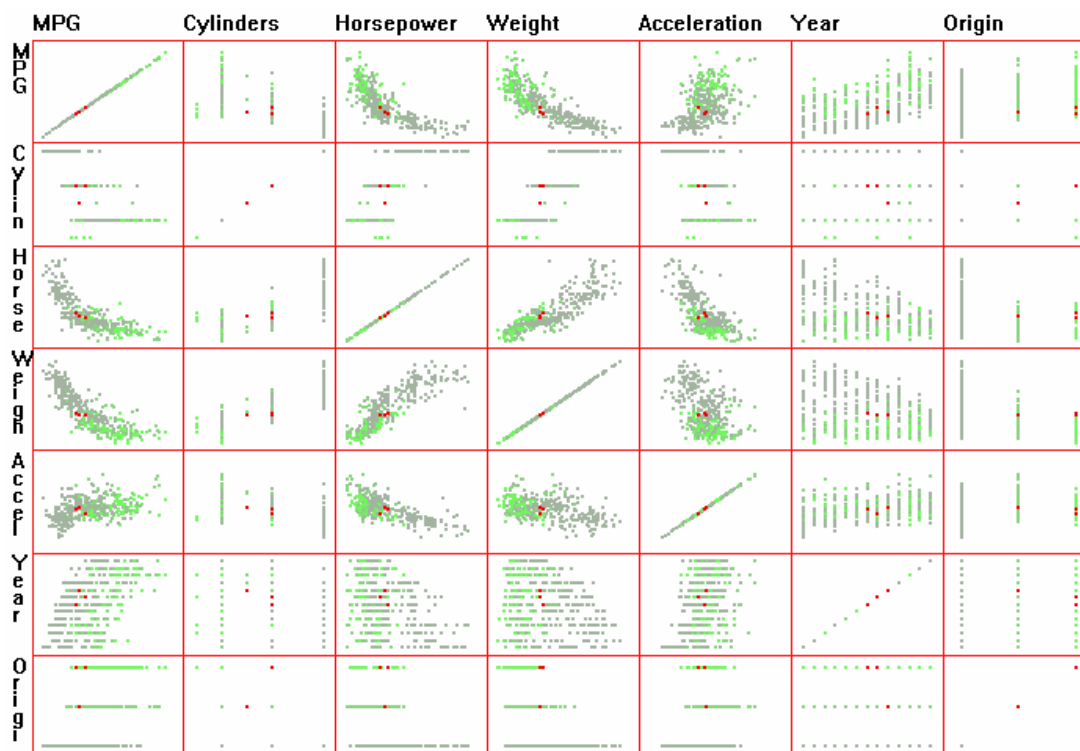 MPG Cylinders Horsepower Weight Acceleration Year Origin
MPG
Cylin
Horse
Weigh
Accel
Year
Origi